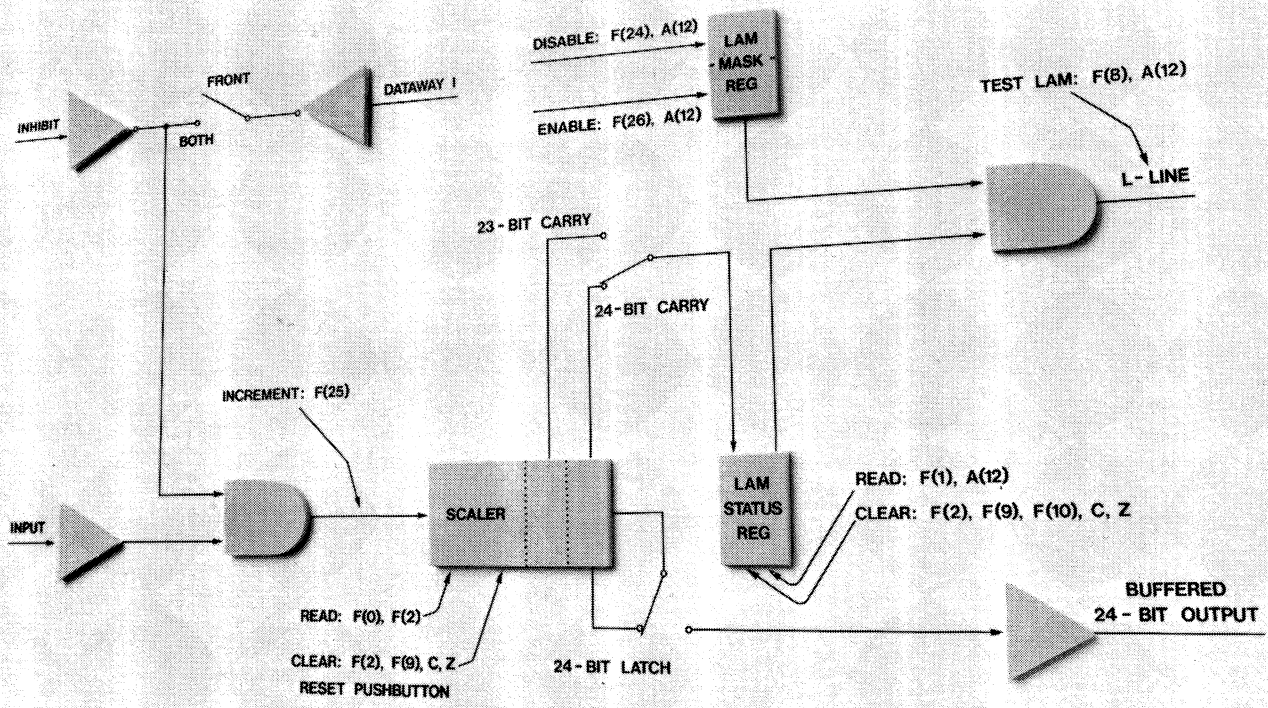 DISABLE: F(24), A(12)
LAM
MASK
REG
ENABLE: F(26), A(12)
FRONT
DATAWAY I
INHIBIT
BOTH
TEST LAM: F(8), A(12)
L-LINE
23-BIT CARRY
24-BIT CARRY
INCREMENT: F(25)
INPUT
SCALER
LAM
STATUS
REG
READ: F(1), A(12)
CLEAR: F(2), F(9), F(10), C, Z
READ: F(0), F(2)
CLEAR: F(2), F(9), C, Z
RESET PUSHBUTTON
24-BIT LATCH
BUFFERED
24-BIT OUTPUT